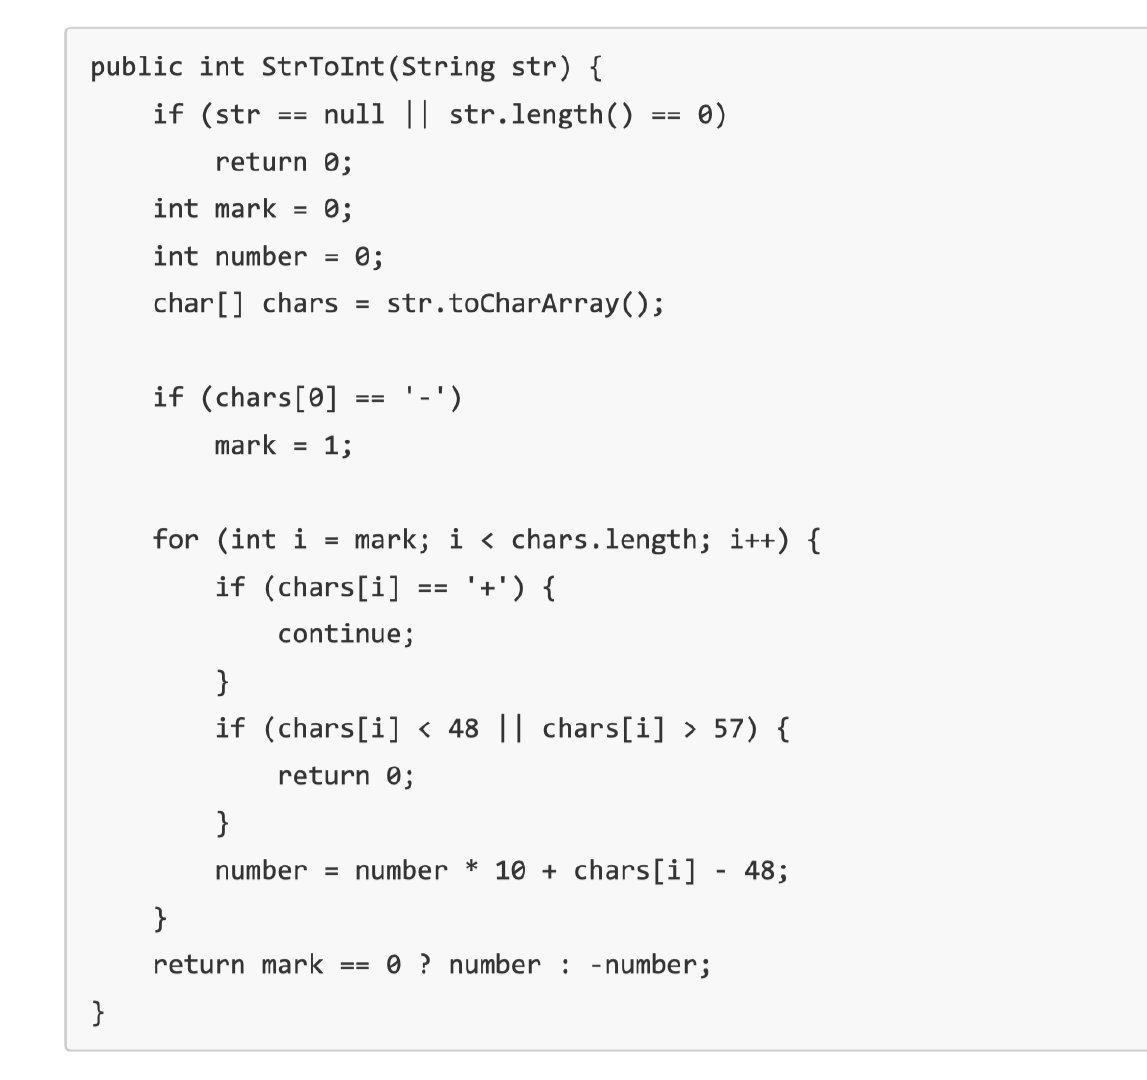 public int StrToInt(String str) {
    if (str == null || str.length() == 0)
        return 0;
    int mark = 0;
    int number = 0;
    char[] chars = str.toCharArray();

    if (chars[0] == '-')
        mark = 1;

    for (int i = mark; i < chars.length; i++) {
        if (chars[i] == '+') {
            continue;
        }
        if (chars[i] < 48 || chars[i] > 57) {
            return 0;
        }
        number = number * 10 + chars[i] - 48;
    }
    return mark == 0 ? number : -number;
}